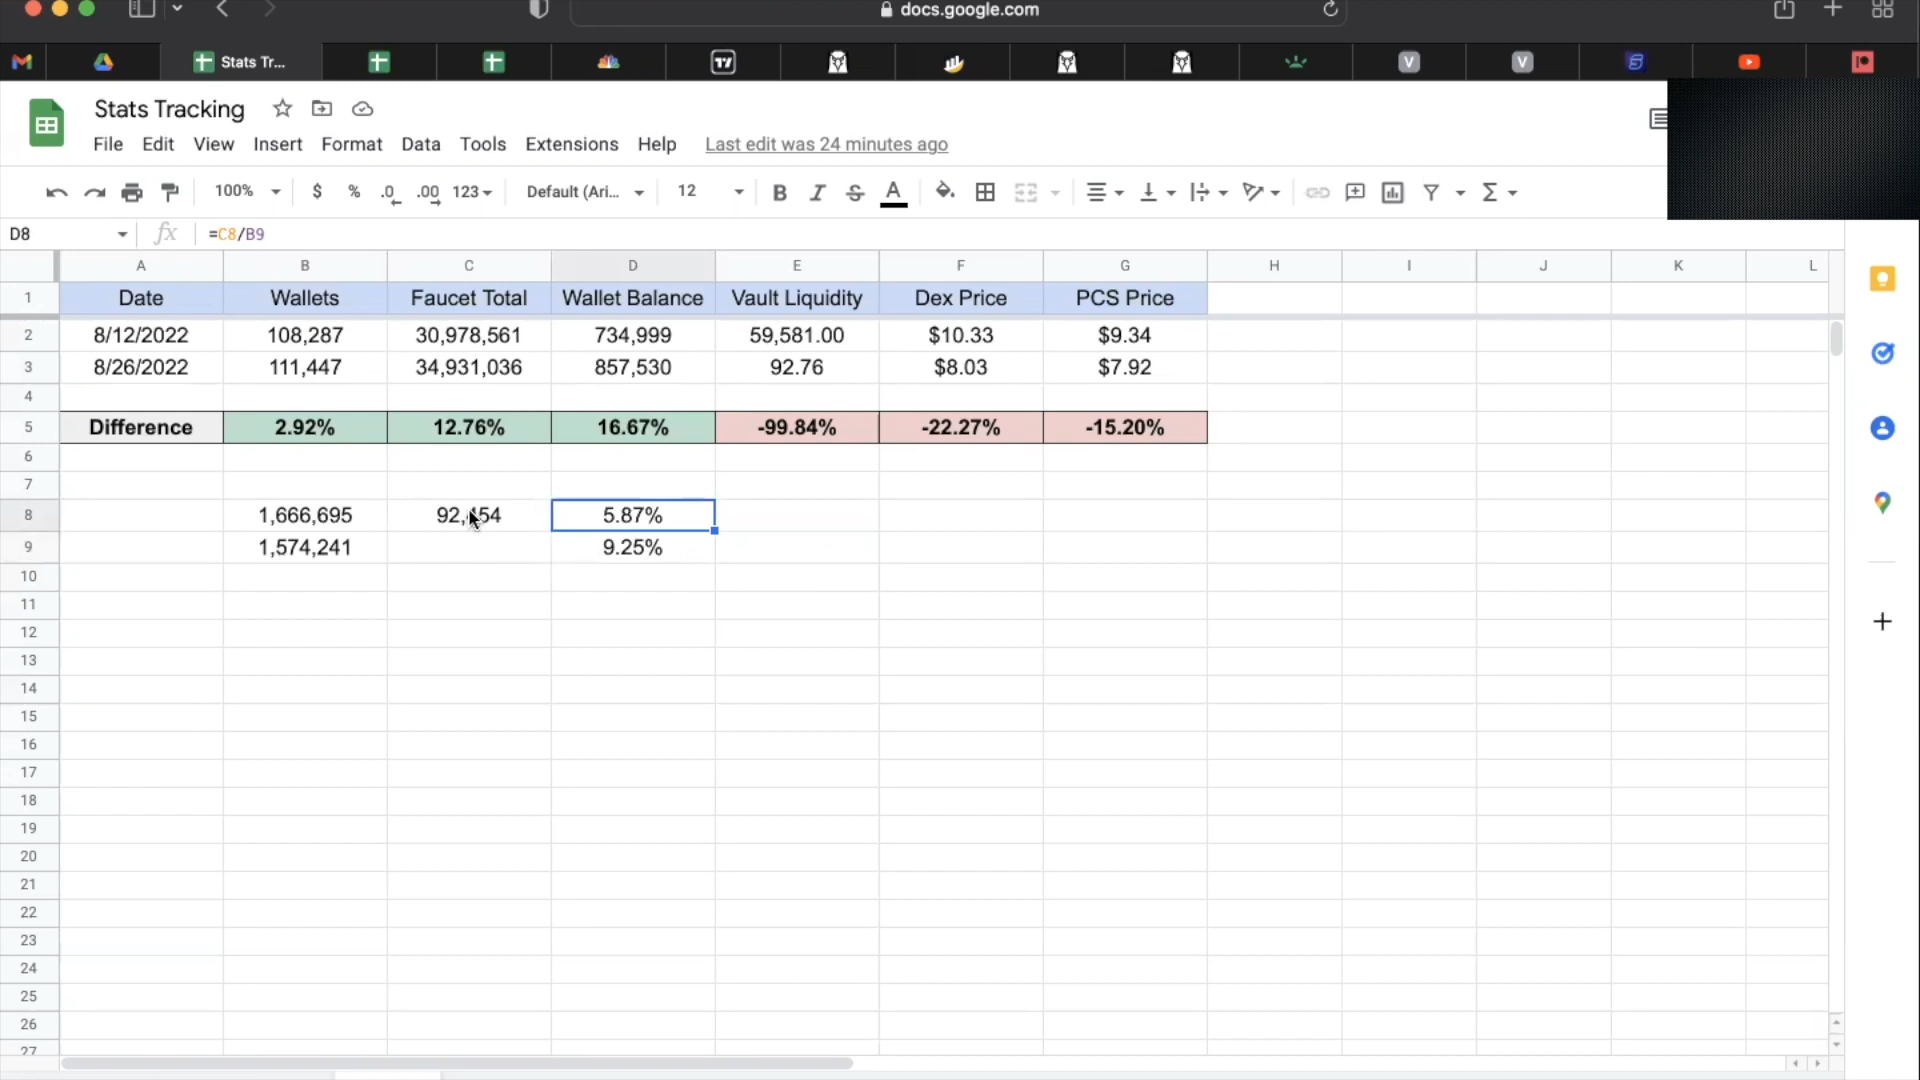 docs.google.com
Stats Tr...
Stats Tracking
File Edit View Insert Format Data Tools Extensions Help Last edit was 24 minutes ago
100% $ % .0 .00 123 Default (Ari... 12 B I S A
D8 fx =C8/B9
A B C D E F G H I J K L
1 Date Wallets Faucet Total Wallet Balance Vault Liquidity Dex Price PCS Price
2 8/12/2022 108,287 30,978,561 734,999 59,581.00 $10.33 $9.34
3 8/26/2022 111,447 34,931,036 857,530 92.76 $8.03 $7.92
4
5 Difference 2.92% 12.76% 16.67% -99.84% -22.27% -15.20%
6
7
8 1,666,695 92,454 5.87%
9 1,574,241 9.25%
10
11
12
13
14
15
16
17
18
19
20
21
22
23
24
25
26
27